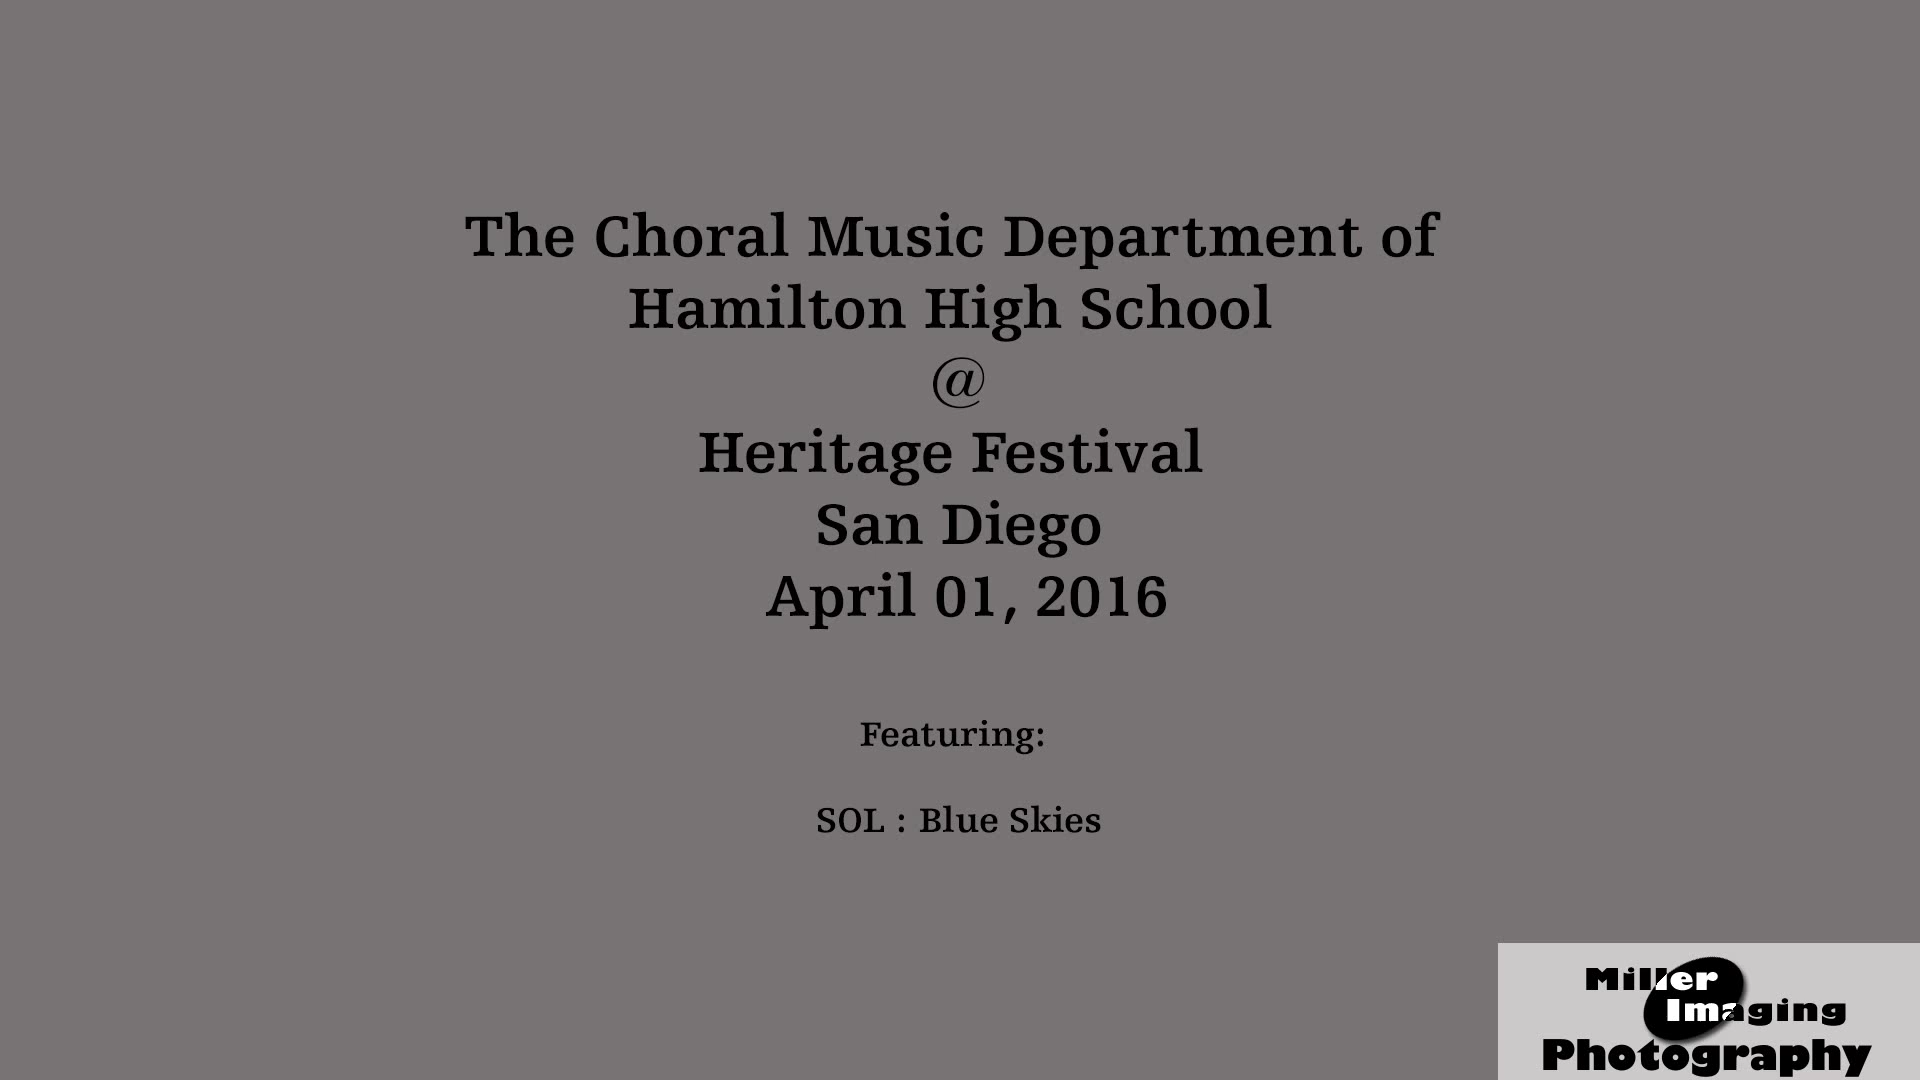 The Choral Music Department of
Hamilton High School
@
Heritage Festival
San Diego
April 01, 2016
Featuring:
SOL : Blue Skies
Miller
Imaging
Photography